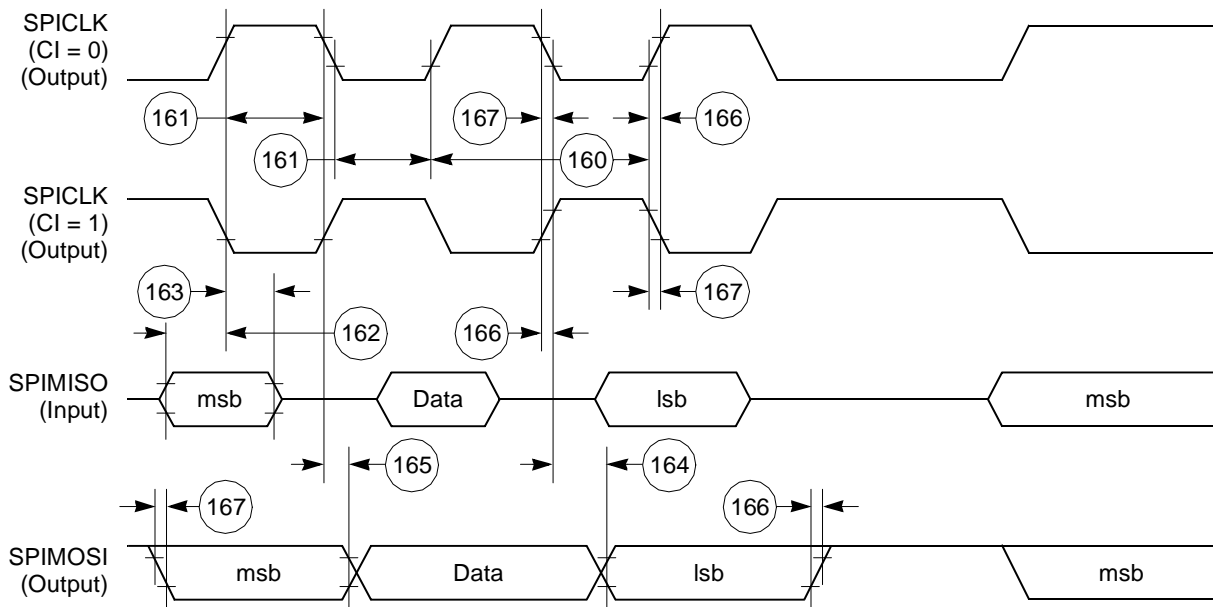 SPICLK
(CI = 0)
(Output)
161
167
166
161
160
SPICLK
(CI = 1)
(Output)
163
167
162
166
SPIMISO
(Input)
msb
Data
lsb
msb
165
164
167
166
SPIMOSI
(Output)
msb
Data
lsb
msb